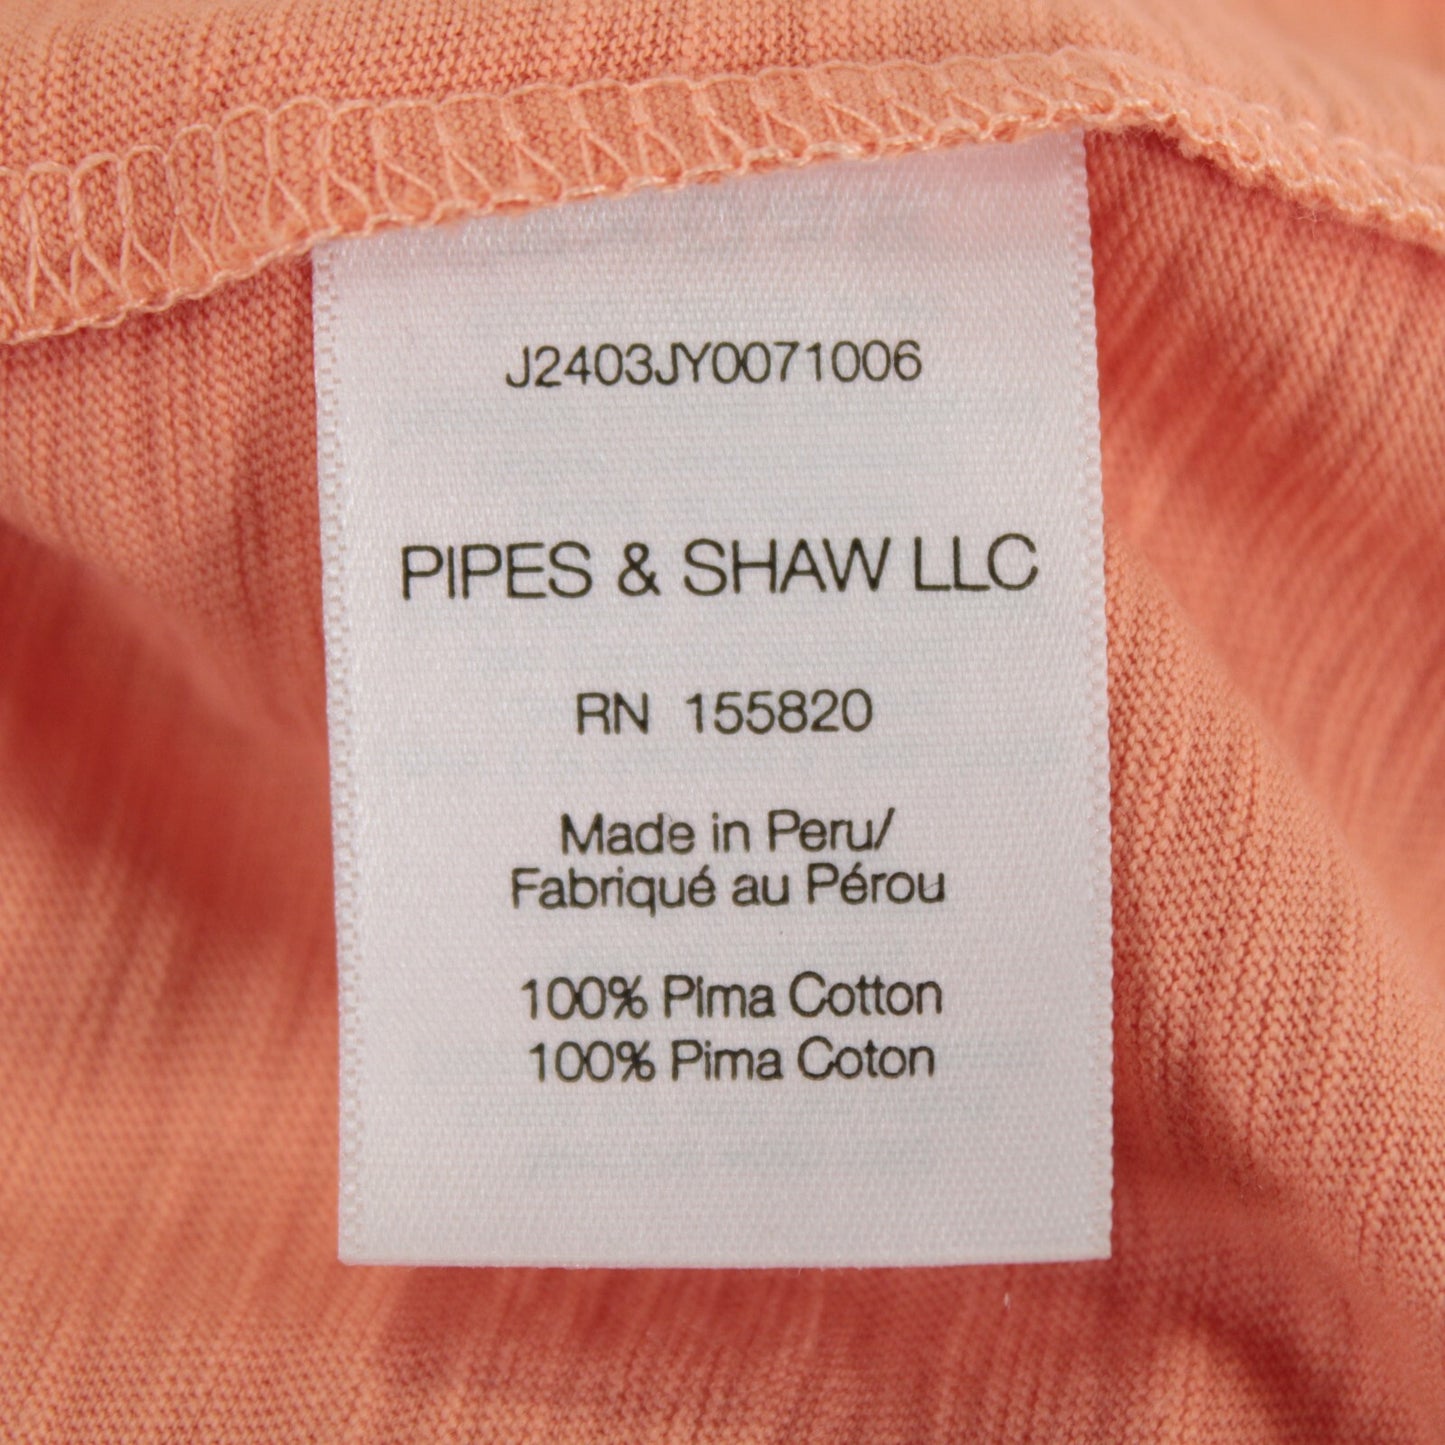 J2403JY0071006
PIPES & SHAW LLC
RN 155820
Made in Peru/
Fabriqué au Pérou
100% Pima Cotton
100% Pima Coton